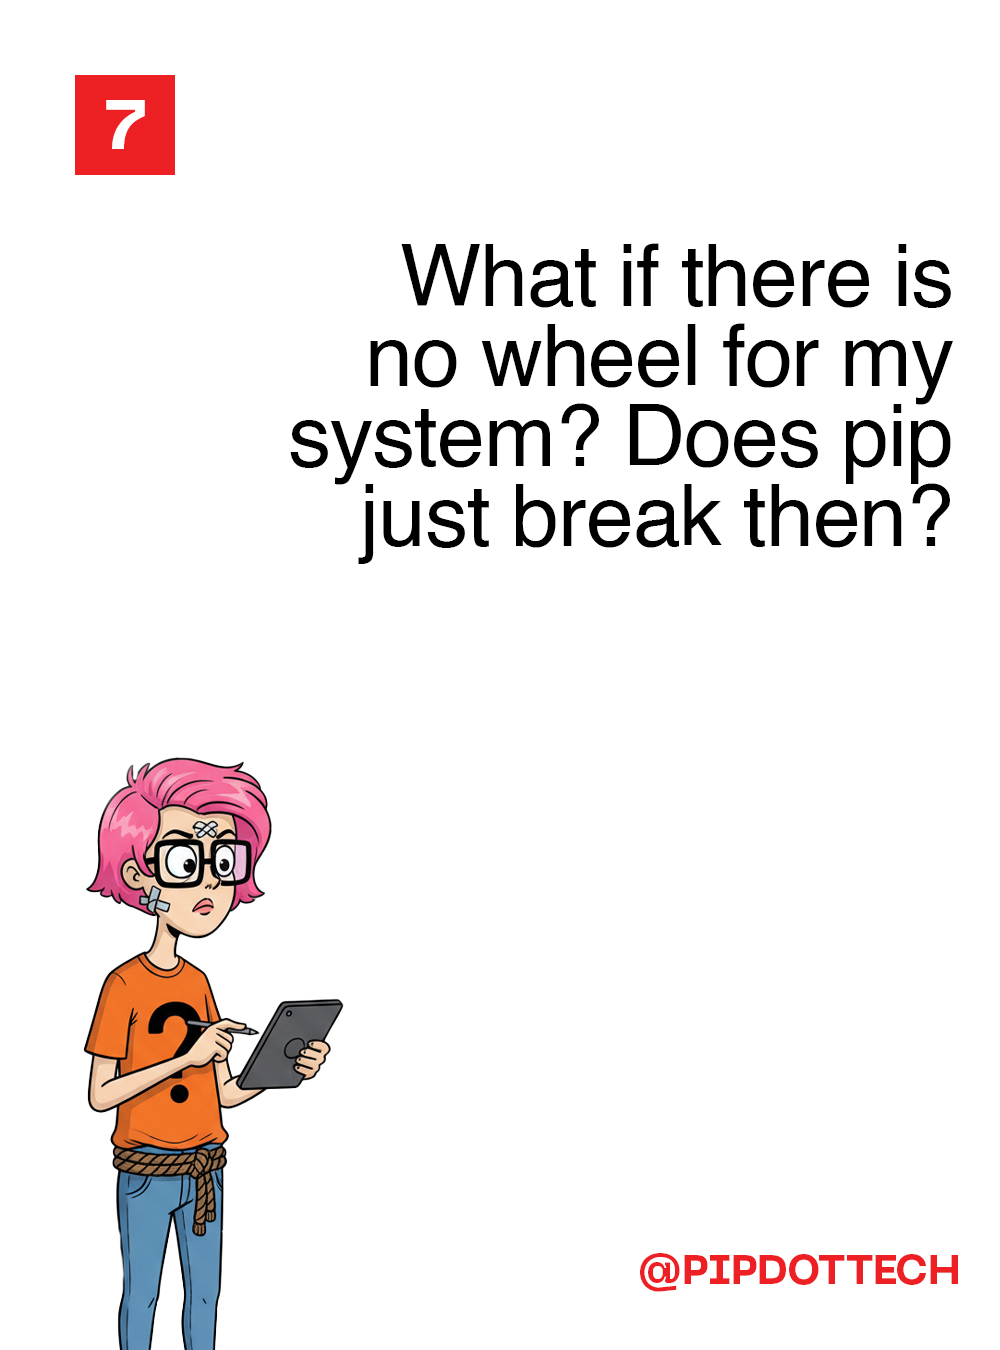 7
What if there is
no wheel for my
system? Does pip
just break then?
?
@PIPDOTTECH